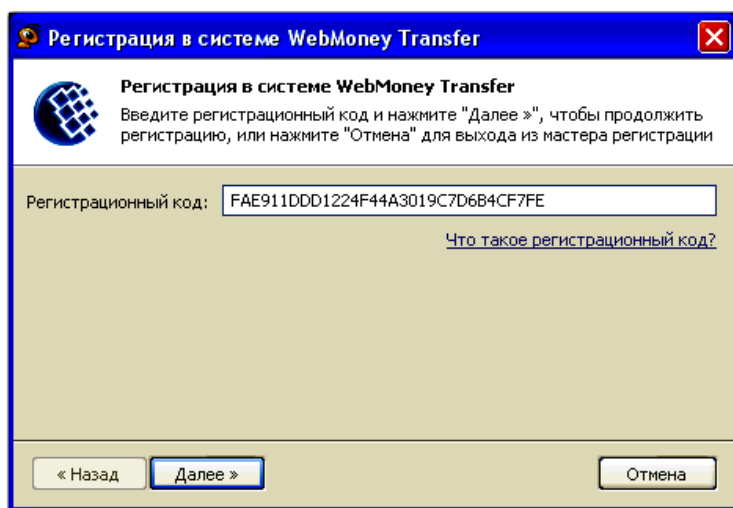 Регистрация в системе WebMoney Transfer
Регистрация в системе WebMoney Transfer
Введите регистрационный код и нажмите "Далее »", чтобы продолжить
регистрацию, или нажмите "Отмена" для выхода из мастера регистрации
Регистрационный код: FAE911DDD1224F44A3019C7D6B4CF7FE
Что такое регистрационный код?
« Назад Далее » Отмена